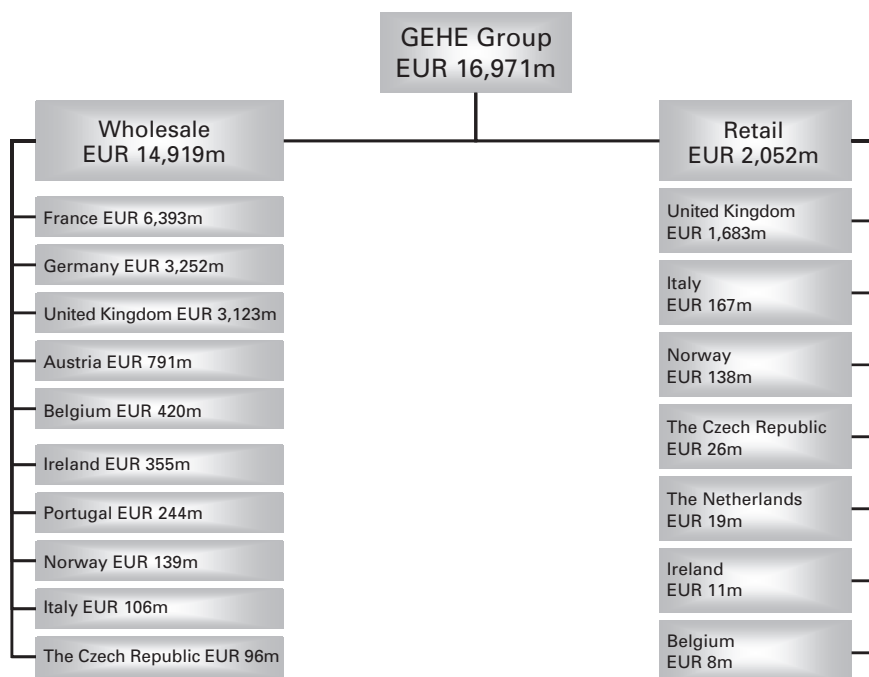 GEHE Group
EUR 16,971m
Wholesale
EUR 14,919m
France EUR 6,393m
Germany EUR 3,252m
United Kingdom EUR 3,123m
Austria EUR 791m
Belgium EUR 420m
Ireland EUR 355m
Portugal EUR 244m
Norway EUR 139m
Italy EUR 106m
The Czech Republic EUR 96m
Retail
EUR 2,052m
United Kingdom
EUR 1,683m
Italy
EUR 167m
Norway
EUR 138m
The Czech Republic
EUR 26m
The Netherlands
EUR 19m
Ireland
EUR 11m
Belgium
EUR 8m